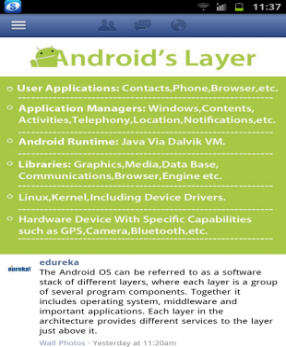 11:37
Android's Layer
User Applications: Contacts,Phone,Browser,etc.
Application Managers: Windows,Contents,
Activities,Telephony,Location,Notifications,etc.
Android Runtime: Java Via Dalvik VM.
Libraries: Graphics,Media,Data Base,
Communications,Browser,Engine etc.
Linux,Kernel,Including Device Drivers.
Hardware Device With Specific Capabilities
such as GPS,Camera,Bluetooth,etc.
edureka!
edureka
The Android OS can be referred to as a software
stack of different layers, where each layer is a group
of several program components. Together it
includes operating system, middleware and
important applications. Each layer in the
architecture provides different services to the layer
just above it.
Wall Photos · Yesterday at 11:20am